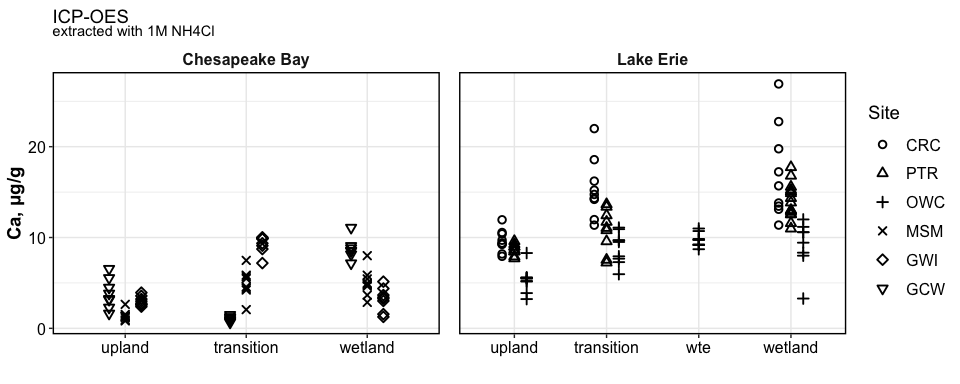 ICP-OES
extracted with 1M NH4Cl
Chesapeake Bay
Lake Erie
Ca, µg/g
20
10
0
upland
transition
wetland
upland
transition
wte
wetland
Site
CRC
PTR
OWC
MSM
GWI
GCW